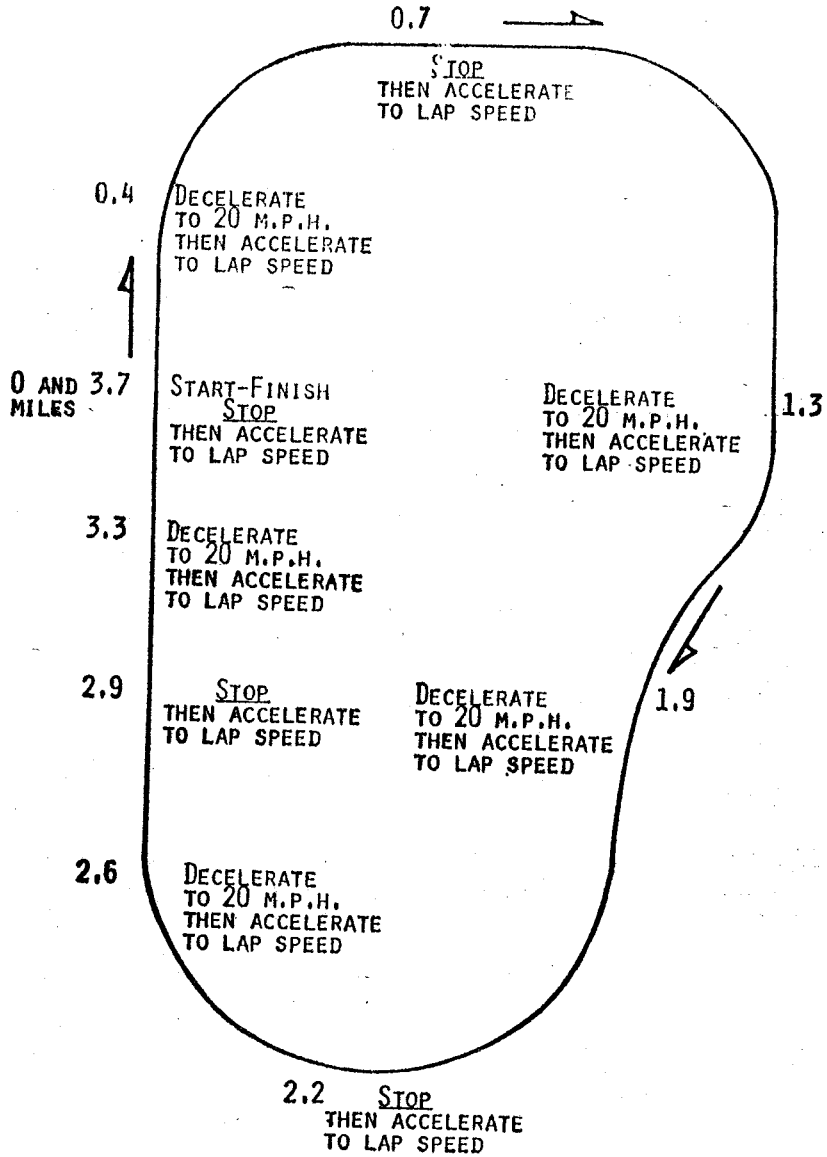 0.7
STOP
THEN ACCELERATE
TO LAP SPEED
0.4
DECELERATE
TO 20 M.P.H.
THEN ACCELERATE
TO LAP SPEED
0 AND 3.7
MILES
START-FINISH
STOP
THEN ACCELERATE
TO LAP SPEED
DECELERATE
TO 20 M.P.H.
THEN ACCELERATE
TO LAP SPEED
1.3
3.3
DECELERATE
TO 20 M.P.H.
THEN ACCELERATE
TO LAP SPEED
2.9
STOP
THEN ACCELERATE
TO LAP SPEED
DECELERATE
TO 20 M.P.H.
THEN ACCELERATE
TO LAP SPEED
1.9
2.6
DECELERATE
TO 20 M.P.H.
THEN ACCELERATE
TO LAP SPEED
2.2
STOP
THEN ACCELERATE
TO LAP SPEED